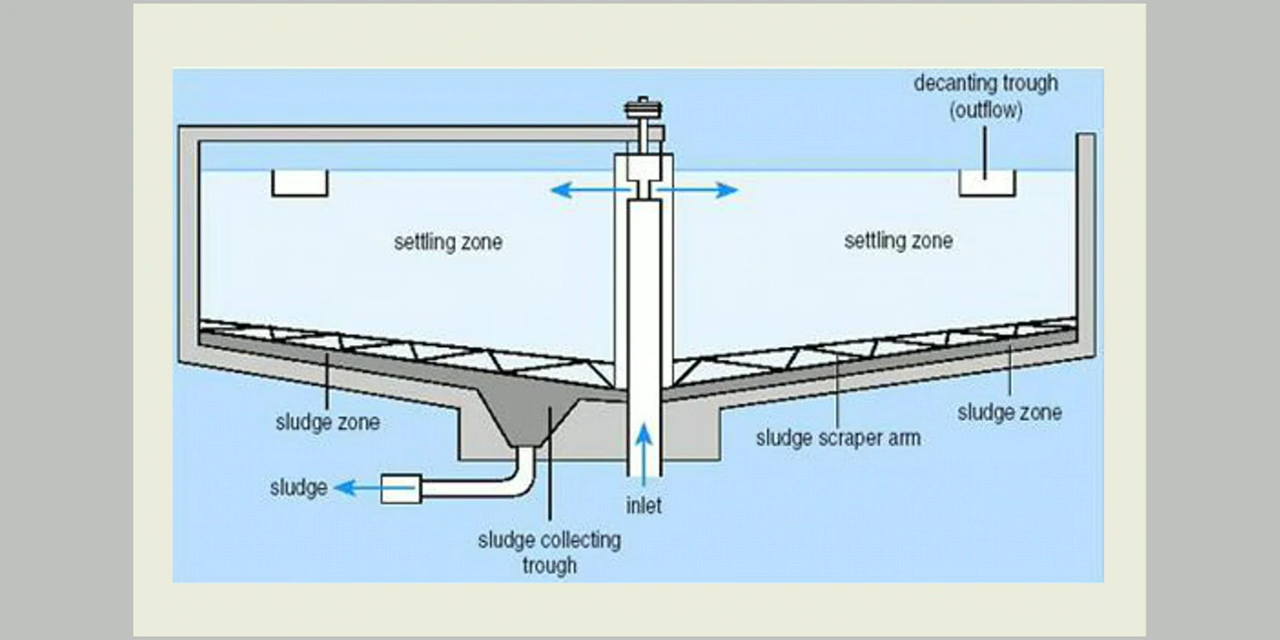 decanting trough
(outflow)
settling zone
settling zone
sludge zone
sludge zone
sludge scraper arm
sludge
inlet
sludge collecting
trough